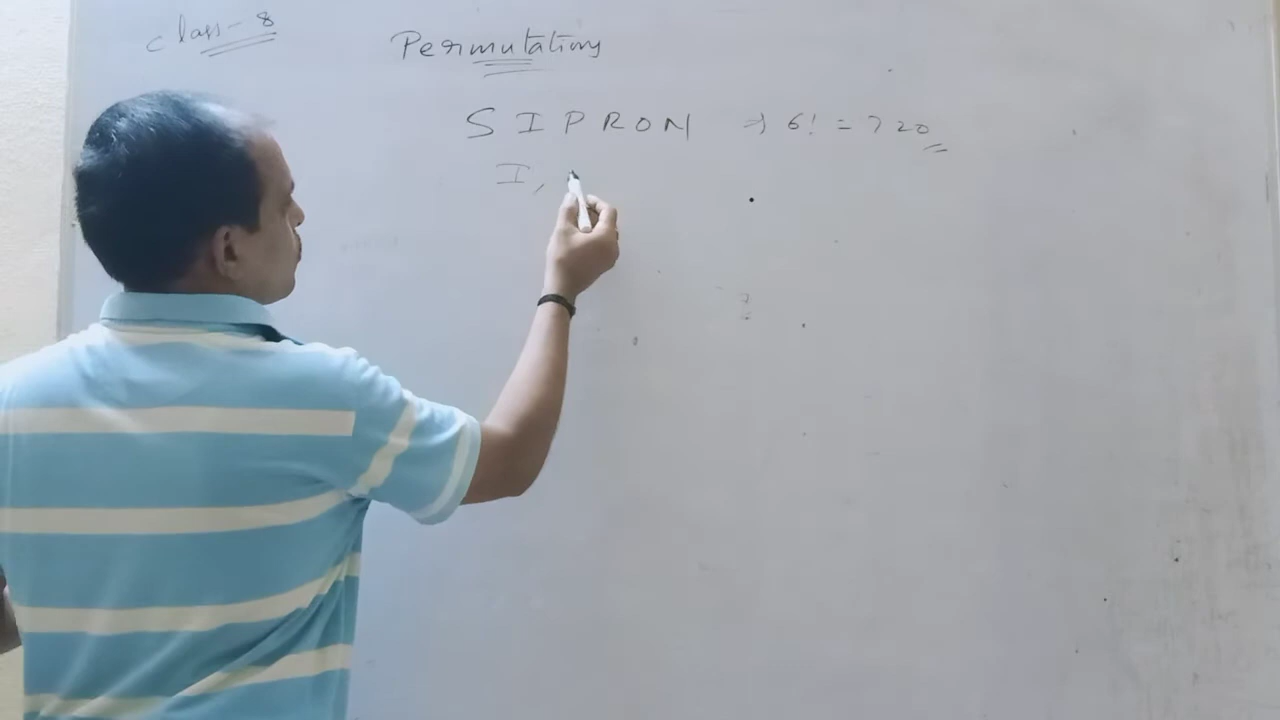 Class-8
Permutations
SIPRON => 6! = 720
I,